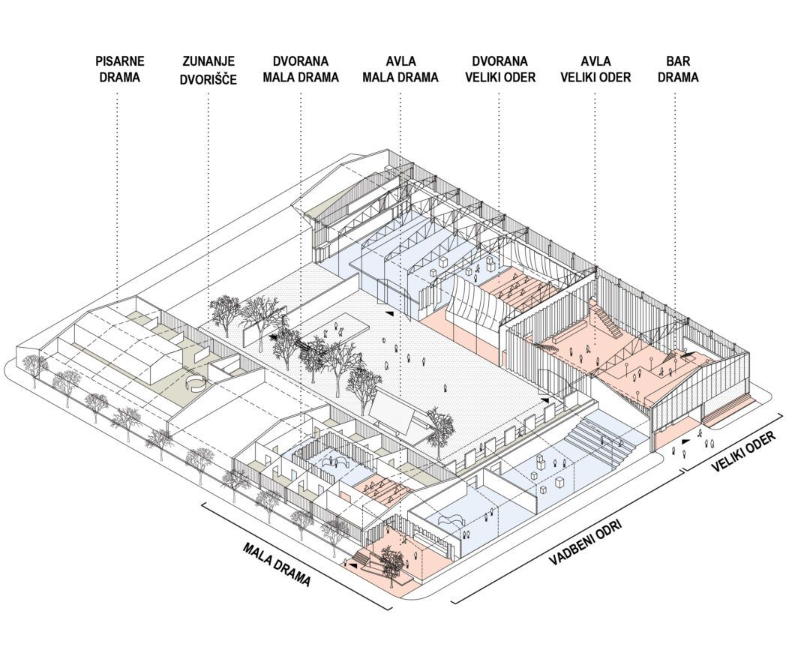 PISARNE
DRAMA
ZUNANJE
DVORIŠČE
DVORANA
MALA DRAMA
AVLA
MALA DRAMA
DVORANA
VELIKI ODER
AVLA
VELIKI ODER
BAR
DRAMA
MALA DRAMA
VADBENI ODRI
VELIKI ODER